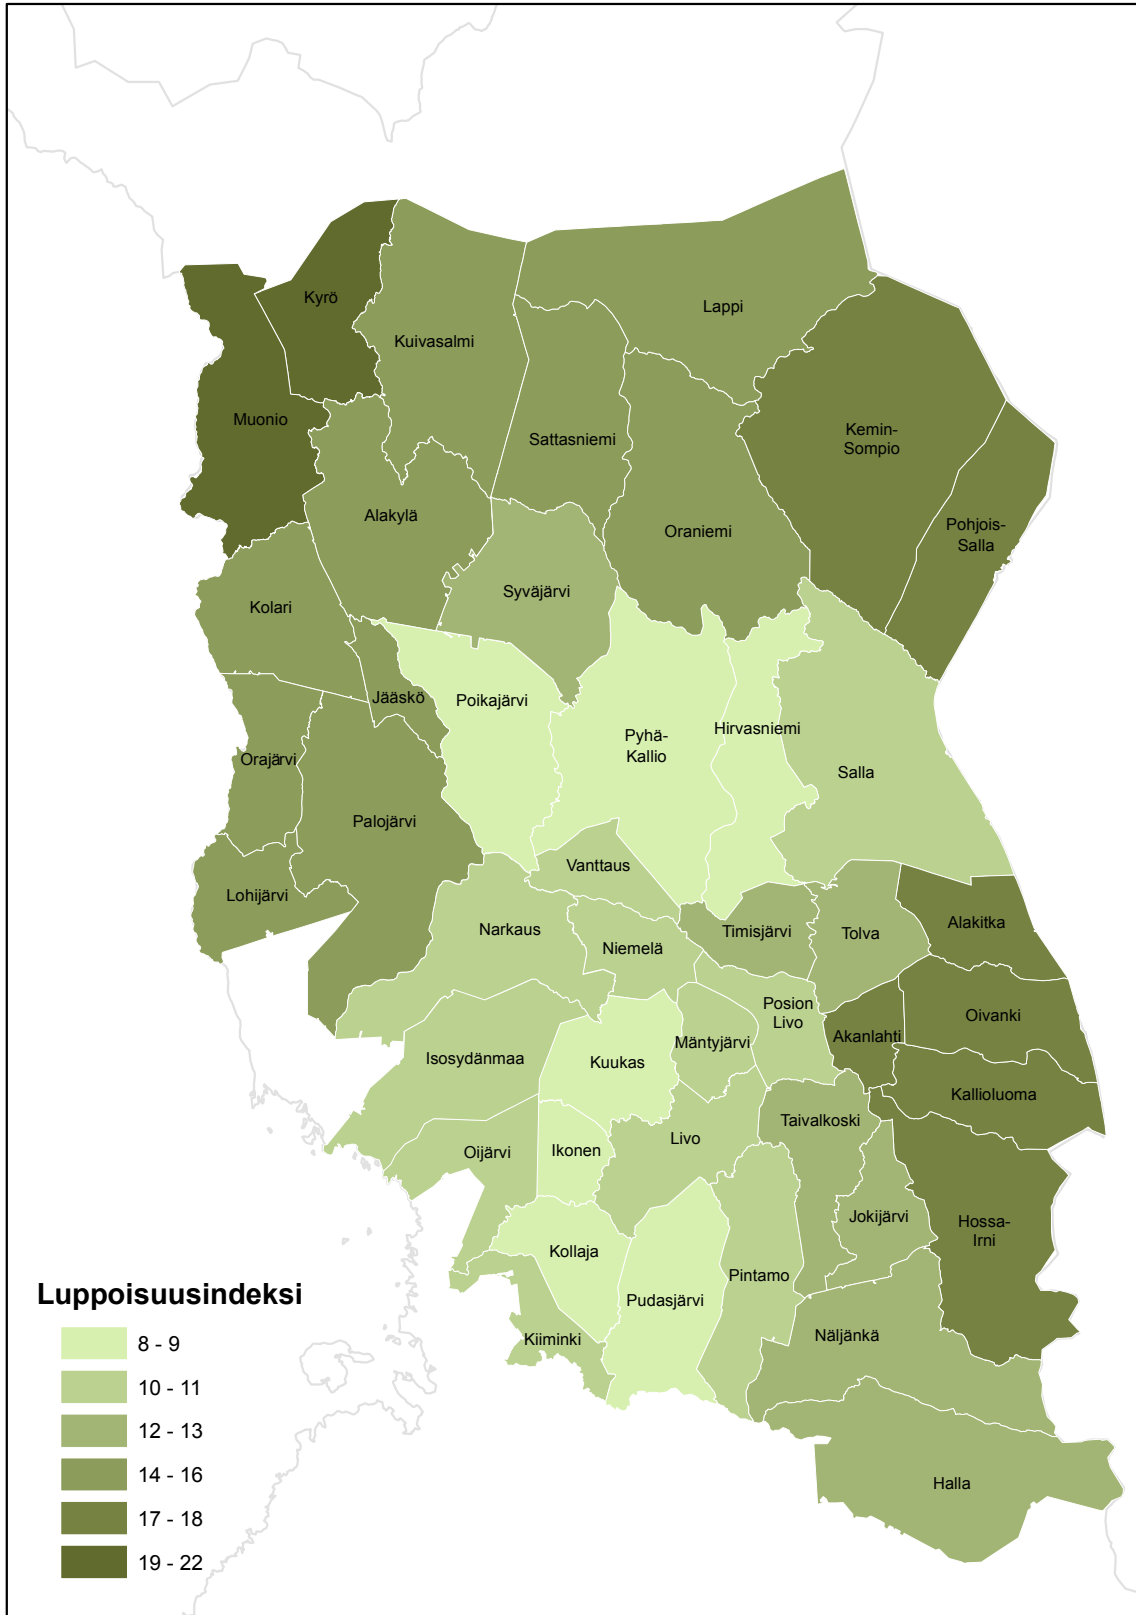 Kyrö
Lappi
Kuivasalmi
Muonio
Sattasniemi
Kemin-
Sompio
Alakylä
Oraniemi
Pohjois-
Salla
Syväjärvi
Kolari
Jääskö
Poikajärvi
Hirvasniemi
Pyhä-
Kallio
Orajärvi
Salla
Palojärvi
Vanttaus
Lohijärvi
Narkaus
Niemelä
Timisjärvi
Tolva
Alakitka
Posion
Livo
Oivanki
Akanlahti
Mäntyjärvi
Isosydänmaa
Kuukas
Kallioluoma
Taivalkoski
Livo
Oijärvi
Ikonen
Jokijärvi
Hossa-
Irni
Kollaja
Pintamo
Pudasjärvi
Kiiminki
Näljänkä
Halla
Luppoisuusindeksi
8 - 9
10 - 11
12 - 13
14 - 16
17 - 18
19 - 22